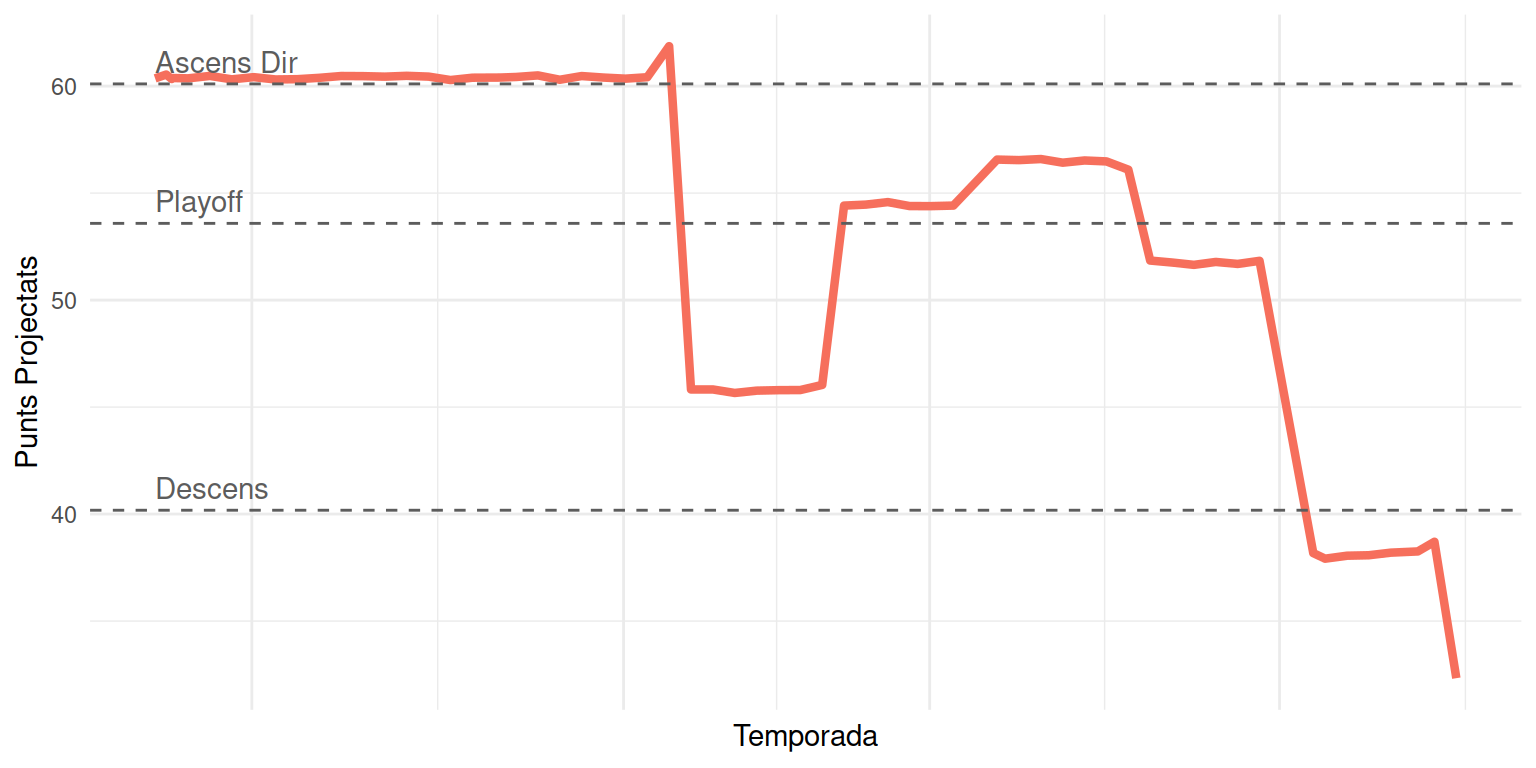 Ascens Dir
60
Playoff
50
Descens
40
Punts Projectats
Temporada